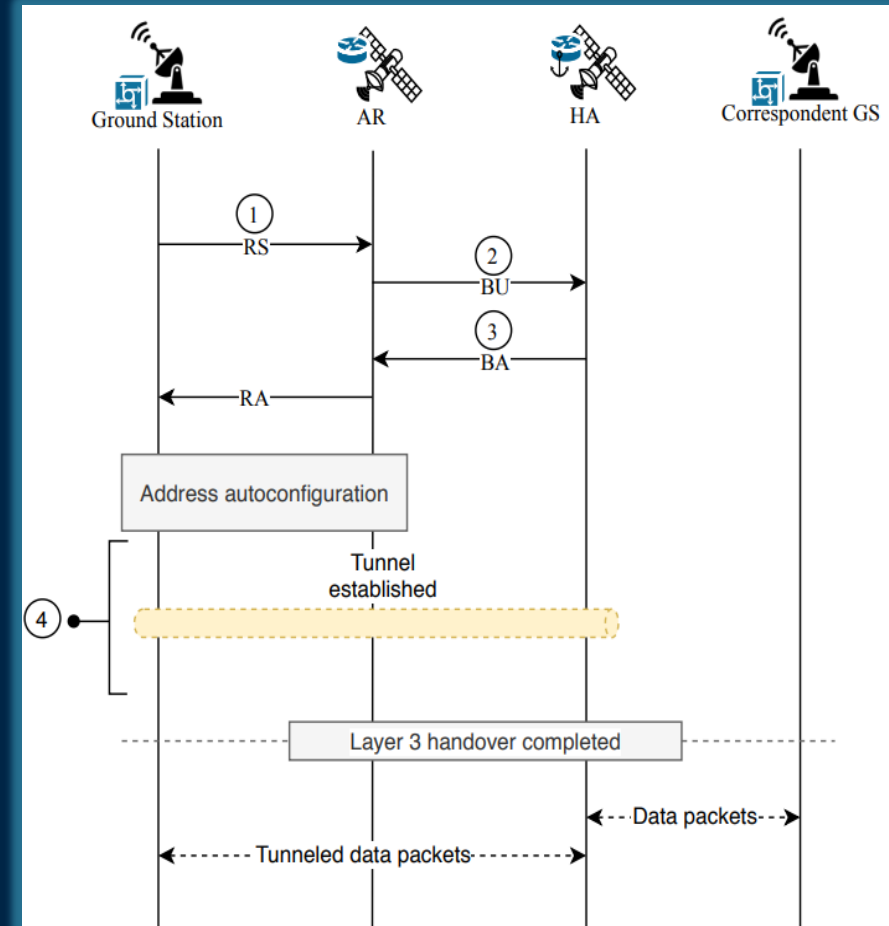 Ground Station
AR
HA
Correspondent GS
1
RS
2
BU
3
BA
RA
Address autoconfiguration
Tunnel
established
4
Layer 3 handover completed
Data packets
Tunneled data packets